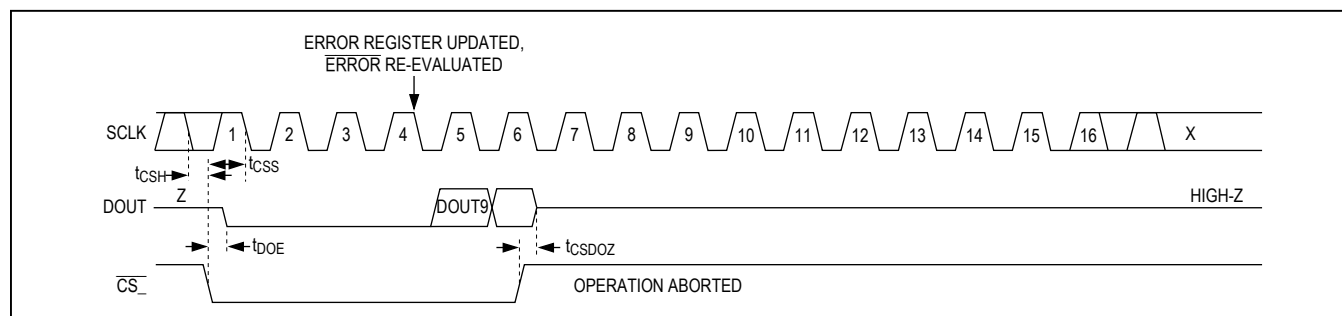 ERROR REGISTER UPDATED,
ERROR RE-EVALUATED
SCLK 1 2 3 4 5 6 7 8 9 10 11 12 13 14 15 16 X
tCSH tCSS
DOUT Z DOUT9 HIGH-Z
tDOE tCSDOZ
CS_ OPERATION ABORTED